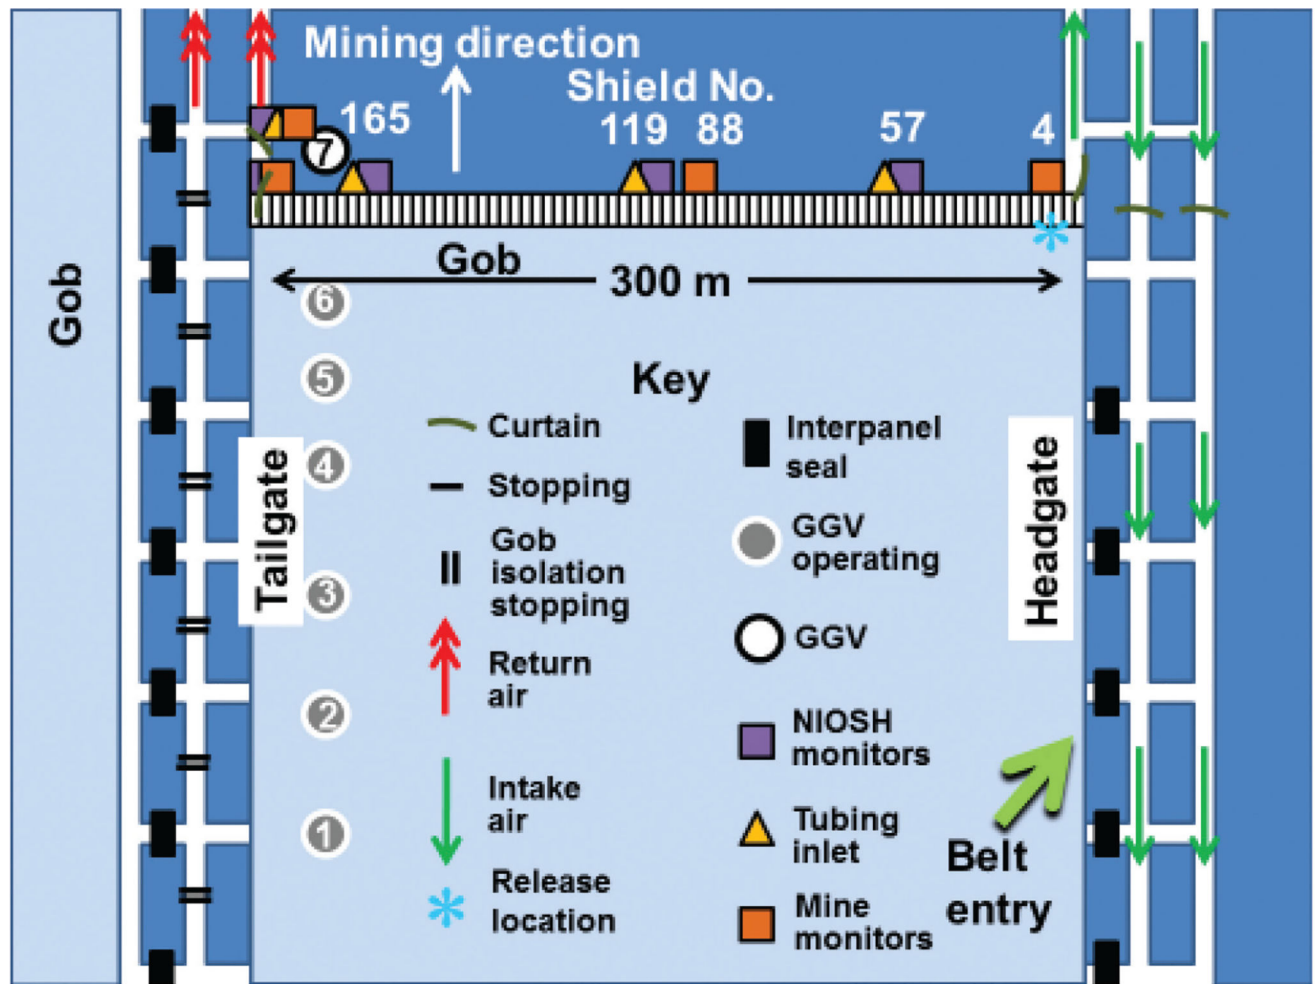 Mining direction
Shield No.
165
119
88
57
4
7
Gob
Gob
300 m
6
5
4
3
2
1
Tailgate
Headgate
Key
Curtain
Stopping
Gob
isolation
stopping
Return
air
Intake
air
Release
location
Interpanel
seal
GGV
operating
GGV
NIOSH
monitors
Tubing
inlet
Mine
monitors
Belt
entry